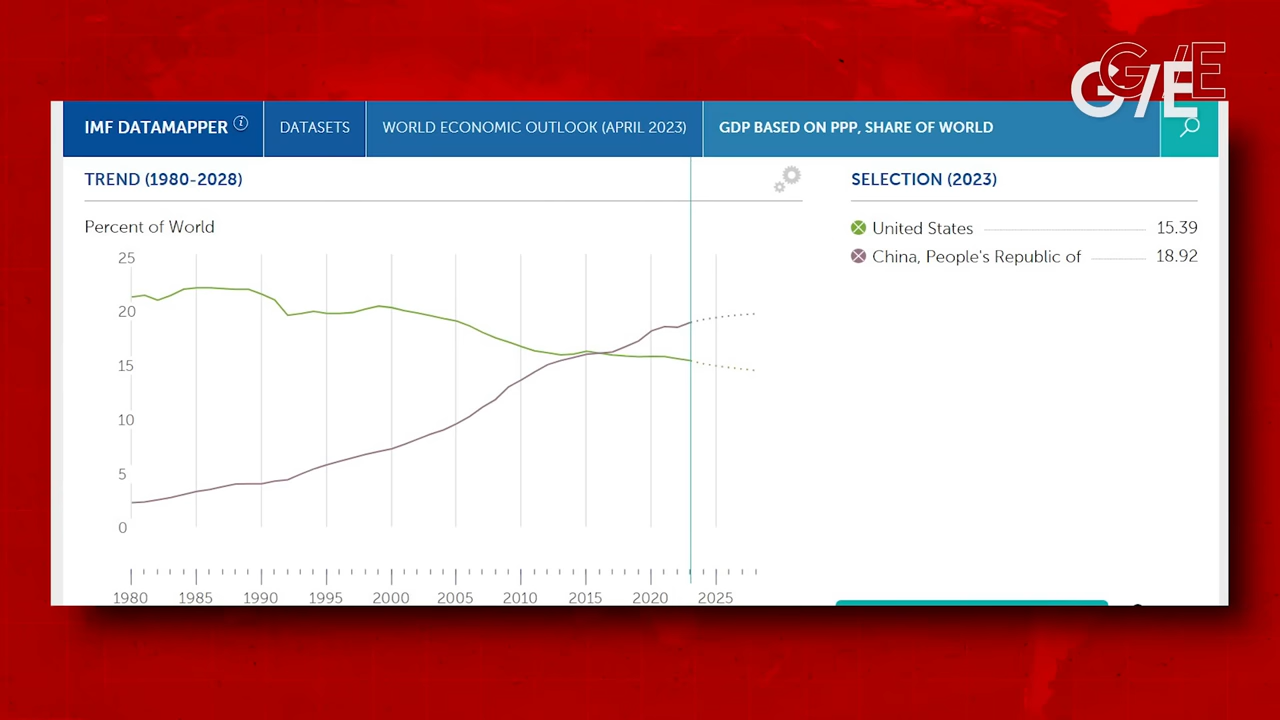 G/E
G/E
IMF DATAMAPPER i DATASETS WORLD ECONOMIC OUTLOOK (APRIL 2023) GDP BASED ON PPP, SHARE OF WORLD
TREND (1980-2028)
SELECTION (2023)
Percent of World
United States 15.39
China, People's Republic of 18.92
25
20
15
10
5
0
1980 1985 1990 1995 2000 2005 2010 2015 2020 2025